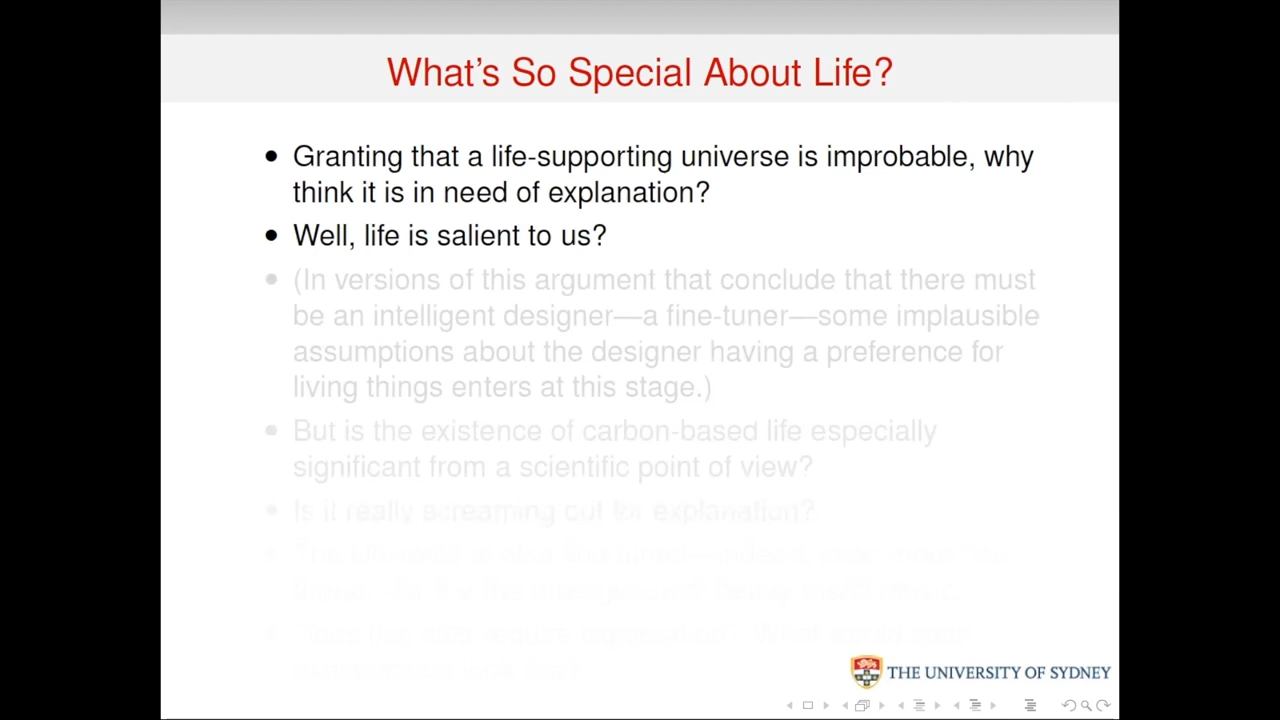 What's So Special About Life?
• Granting that a life-supporting universe is improbable, why
think it is in need of explanation?
• Well, life is salient to us?
• (In versions of this argument that conclude that there must
be an intelligent designer—a fine-tuner—some implausible
assumptions about the designer having a preference for
living things enters at this stage.)
• But is the existence of carbon-based life especially
significant from a scientific point of view?
• Is it really screaming out for explanation?
THE UNIVERSITY OF SYDNEY